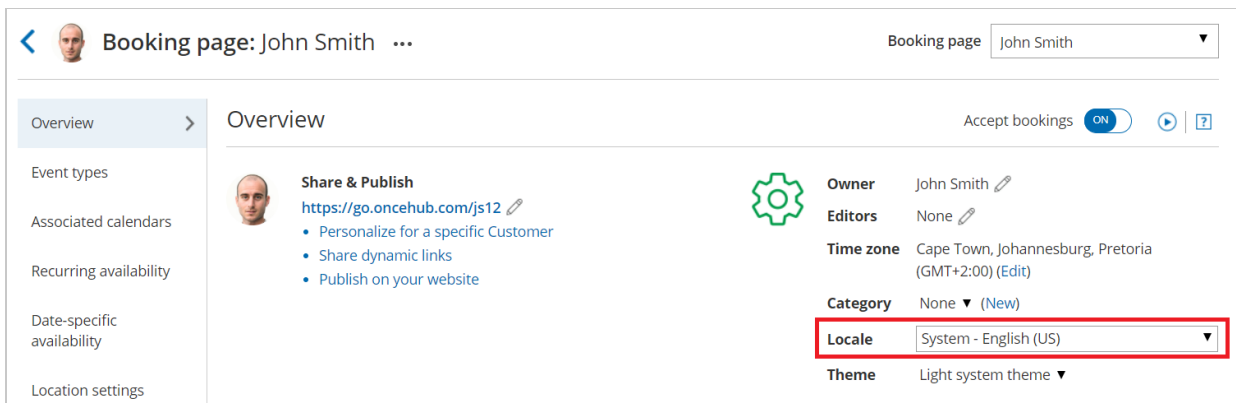 Booking page: John Smith ...
Booking page John Smith
Overview
Event types
Associated calendars
Recurring availability
Date-specific
availability
Location settings
Overview
Accept bookings ON ?
Share & Publish
https://go.oncehub.com/js12
• Personalize for a specific Customer
• Share dynamic links
• Publish on your website
Owner John Smith
Editors None
Time zone Cape Town, Johannesburg, Pretoria
(GMT+2:00) (Edit)
Category None ▼ (New)
Locale System - English (US) ▼
Theme Light system theme ▼